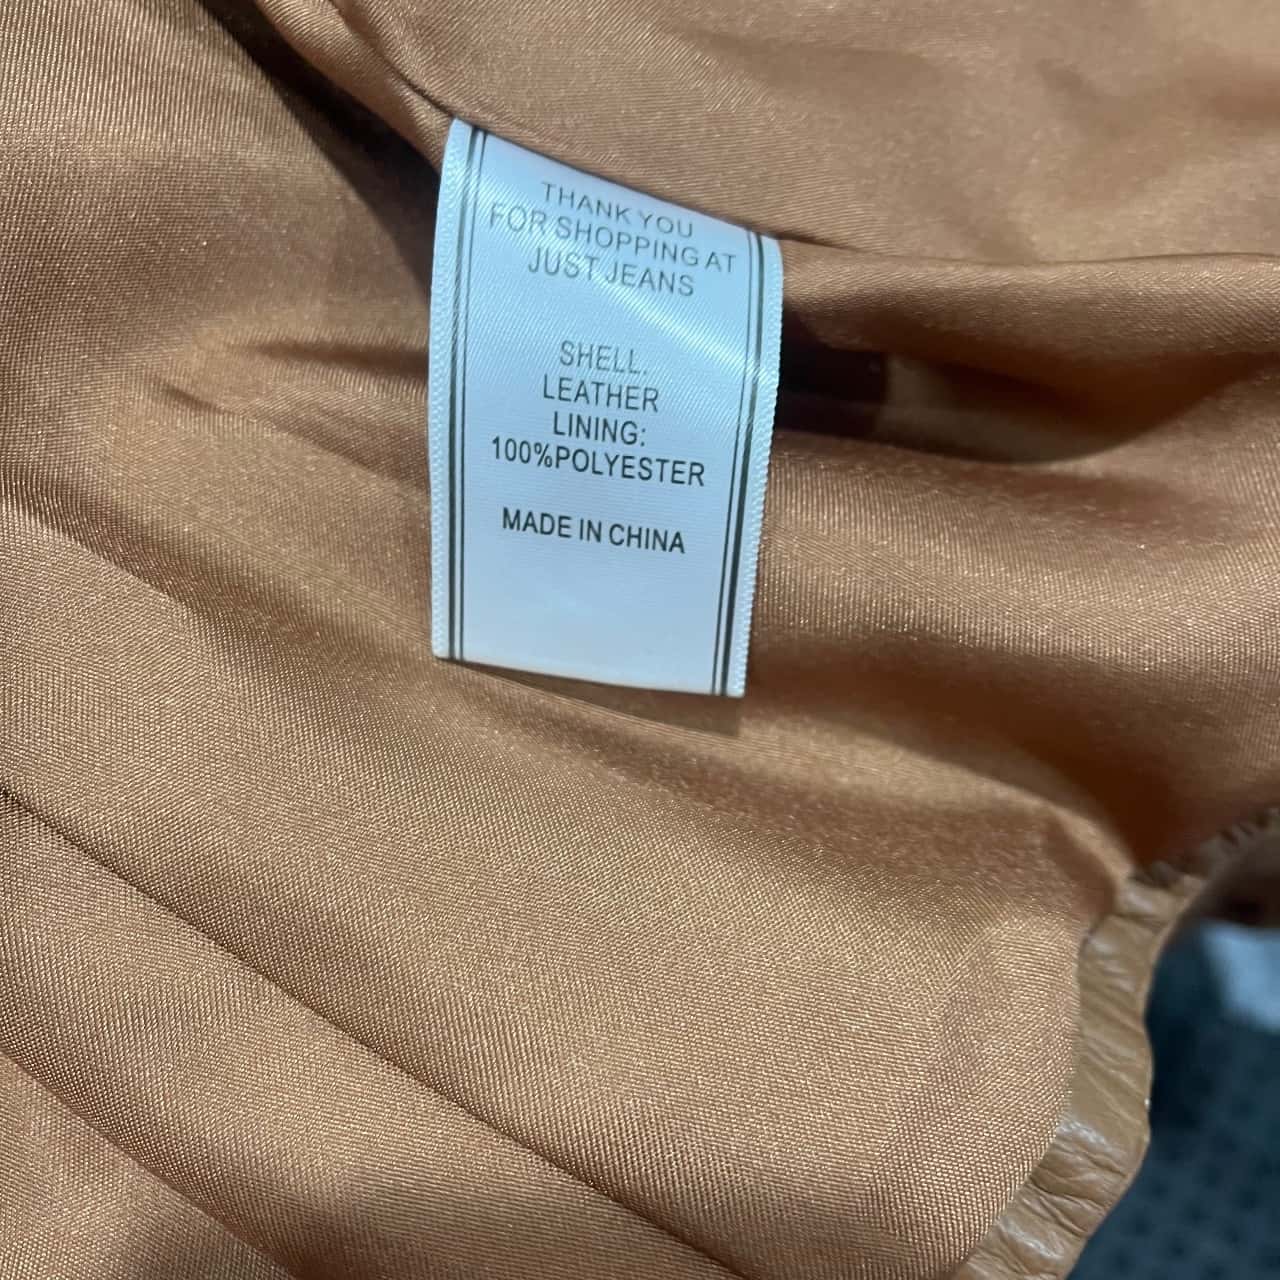 THANK YOU
FOR SHOPPING AT
JUST JEANS
SHELL.
LEATHER
LINING:
100%POLYESTER
MADE IN CHINA